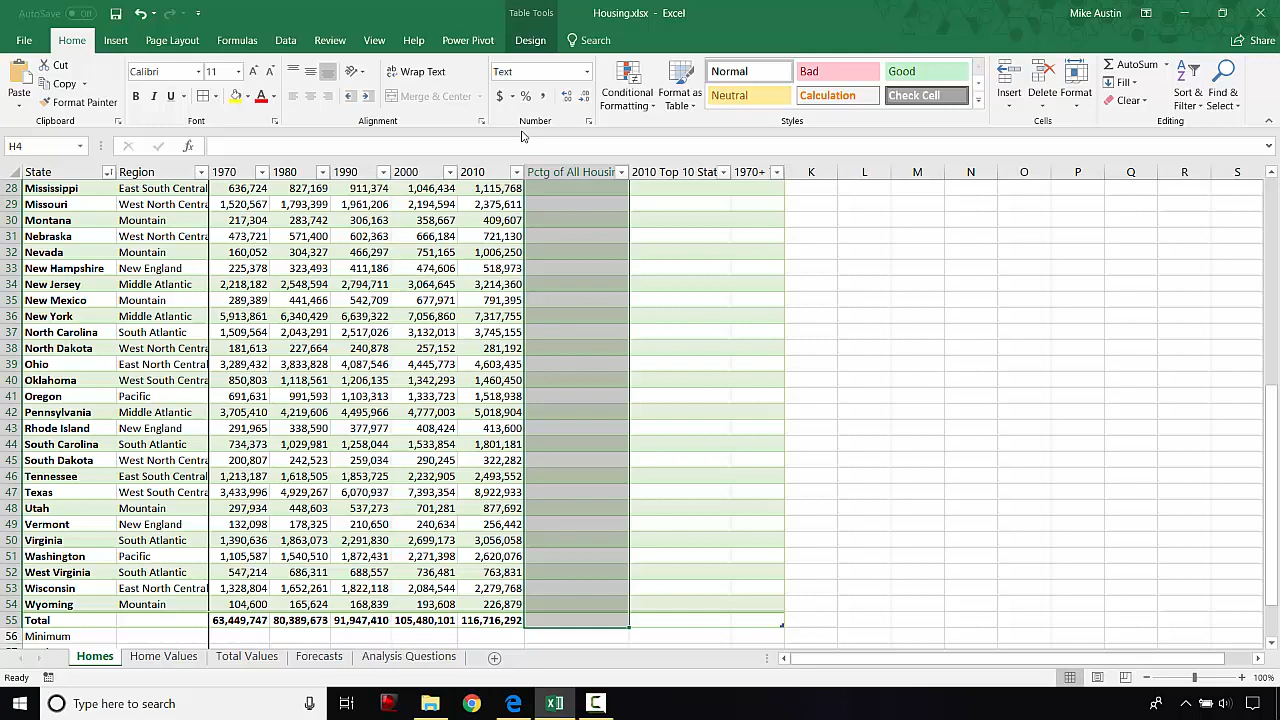 AutoSave Off Table Tools Housing.xlsx - Excel Mike Austin
File Home Insert Page Layout Formulas Data Review View Help Power Pivot Design Search Share
Paste Cut Copy Format Painter Clipboard
Calibri 11 A A B I U A Font
ab Wrap Text Merge & Center Alignment
Text $ % , Number
Conditional Formatting Format as Table Normal Bad Good Neutral Calculation Check Cell Styles
Insert Delete Format Cells
AutoSum Fill Clear Sort & Filter Find & Select
H4 fx
State Region 1970 1980 1990 2000 2010 Pctg of All Housin 2010 Top 10 Stat 1970+ K L M N O P Q R S
28 Mississippi East South Central 636,724 827,169 911,374 1,046,434 1,115,768
29 Missouri West North Centra 1,520,567 1,793,399 1,961,206 2,194,594 2,375,611
30 Montana Mountain 217,304 283,742 306,163 358,667 409,607
31 Nebraska West North Centra 473,721 571,400 602,363 666,184 721,130
32 Nevada Mountain 160,052 304,327 466,297 751,165 1,006,250
33 New Hampshire New England 225,378 323,493 411,186 474,606 518,973
34 New Jersey Middle Atlantic 2,218,182 2,548,594 2,794,711 3,064,645 3,214,360
35 New Mexico Mountain 289,389 441,466 542,709 677,971 791,395
36 New York Middle Atlantic 5,913,861 6,340,429 6,639,322 7,056,860 7,317,755
37 North Carolina South Atlantic 1,509,564 2,043,291 2,517,026 3,132,013 3,745,155
38 North Dakota West North Centra 181,613 227,664 240,878 257,152 281,192
39 Ohio East North Central 3,289,432 3,833,828 4,087,546 4,445,773 4,603,435
40 Oklahoma West South Central 850,803 1,118,561 1,206,135 1,342,293 1,460,450
41 Oregon Pacific 691,631 991,593 1,103,313 1,333,723 1,518,938
42 Pennsylvania Middle Atlantic 3,705,410 4,219,606 4,495,966 4,777,003 5,018,904
43 Rhode Island New England 291,965 338,590 377,977 408,424 413,600
44 South Carolina South Atlantic 734,373 1,029,981 1,258,044 1,533,854 1,801,181
45 South Dakota West North Centra 200,807 242,523 259,034 290,245 322,282
46 Tennessee East South Central 1,213,187 1,618,505 1,853,725 2,232,905 2,493,552
47 Texas West South Central 3,433,996 4,929,267 6,070,937 7,393,354 8,922,933
48 Utah Mountain 297,934 448,603 537,273 701,281 877,692
49 Vermont New England 132,098 178,325 210,650 240,634 256,442
50 Virginia South Atlantic 1,390,636 1,863,073 2,291,830 2,699,173 3,056,058
51 Washington Pacific 1,105,587 1,540,510 1,872,431 2,271,398 2,620,076
52 West Virginia South Atlantic 547,214 686,311 688,557 736,481 763,831
53 Wisconsin East North Central 1,328,804 1,652,261 1,822,118 2,084,544 2,279,768
54 Wyoming Mountain 104,600 165,624 168,839 193,608 226,879
55 Total 63,449,747 80,389,673 91,947,410 105,480,101 116,716,292
56 Minimum
Homes Home Values Total Values Forecasts Analysis Questions
Ready 100%
Type here to search